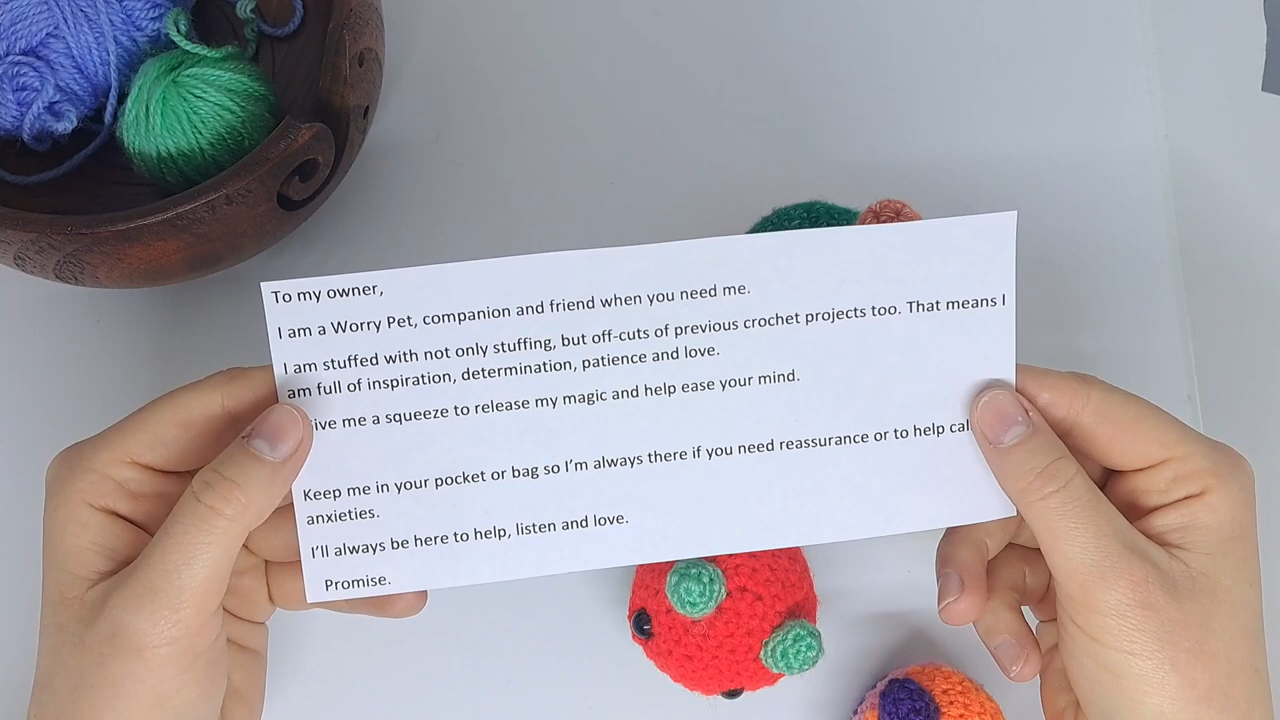 To my owner,
I am a Worry Pet, companion and friend when you need me.
I am stuffed with not only stuffing, but off-cuts of previous crochet projects too. That means I
am full of inspiration, determination, patience and love.
me a squeeze to release my magic and help ease your mind.
Keep me in your pocket or bag so I'm always there if you need reassurance or to help
anxieties.
I'll always be here to help, listen and love.
Promise.